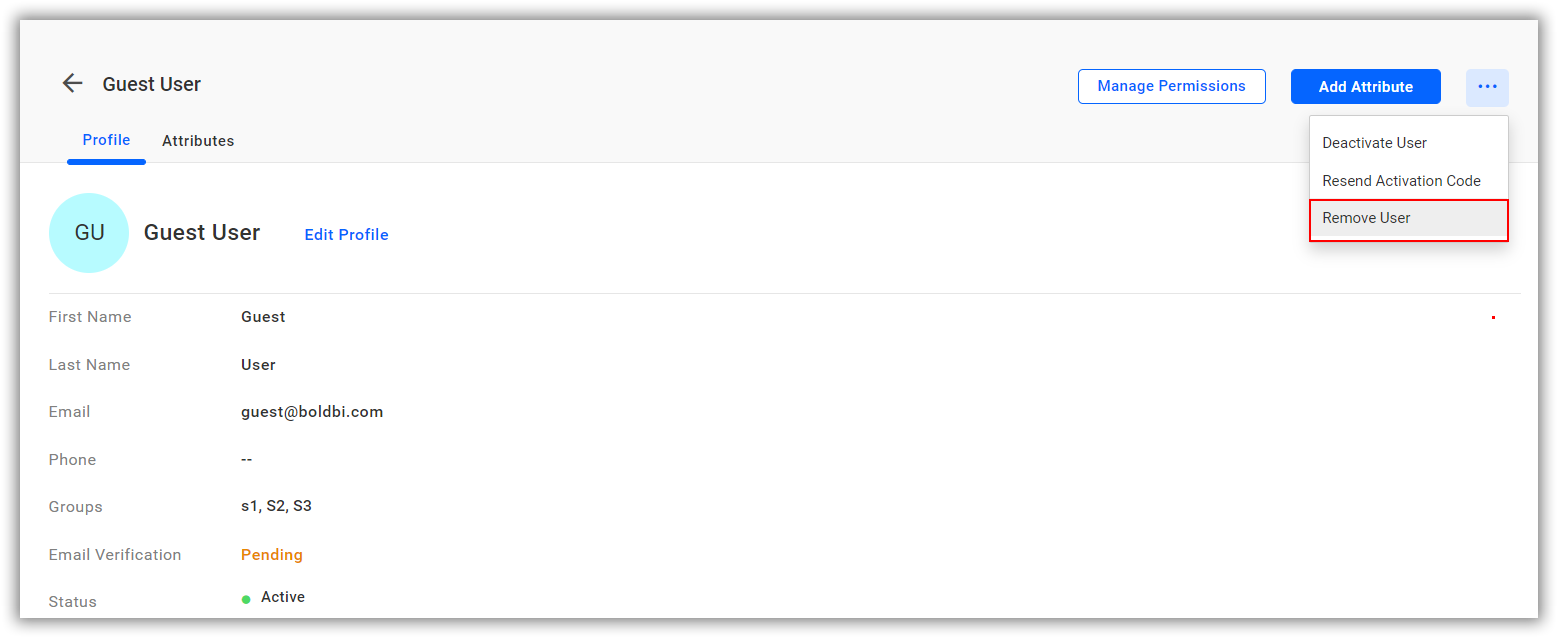 Guest User
Manage Permissions
Add Attribute
...
Profile
Attributes
Deactivate User
Resend Activation Code
Remove User
GU
Guest User
Edit Profile
First Name Guest
Last Name User
Email guest@boldbi.com
Phone --
Groups s1, S2, S3
Email Verification Pending
Status Active